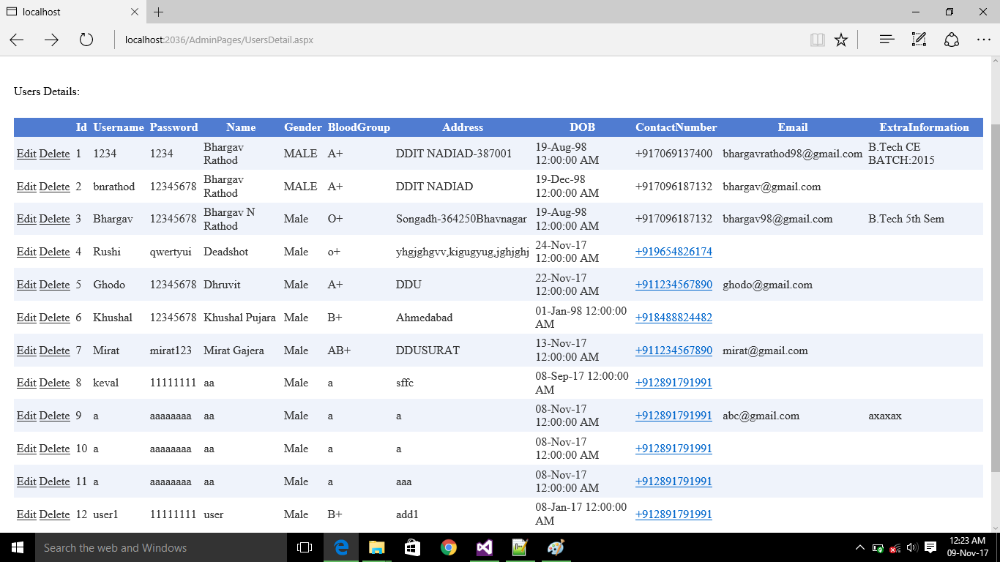 localhost
localhost:2036/AdminPages/UsersDetail.aspx
Users Details:
Id Username Password Name Gender BloodGroup Address DOB ContactNumber Email ExtraInformation
Edit Delete 1 1234 1234 Bhargav Rathod MALE A+ DDIT NADIAD-387001 19-Aug-98 12:00:00 AM +917069137400 bhargavrathod98@gmail.com B.Tech CE BATCH:2015
Edit Delete 2 bnrathod 12345678 Bhargav Rathod MALE A+ DDIT NADIAD 19-Dec-98 12:00:00 AM +917096187132 bhargav@gmail.com
Edit Delete 3 Bhargav 12345678 Bhargav N Rathod Male O+ Songadh-364250Bhavnagar 19-Aug-98 12:00:00 AM +917096187132 bhargav98@gmail.com B.Tech 5th Sem
Edit Delete 4 Rushi qwertyui Deadshot Male o+ yhgjghgvv,kigugyug,jghjghj 24-Nov-17 12:00:00 AM +919654826174
Edit Delete 5 Ghodo 12345678 Dhruvit Male A+ DDU 22-Nov-17 12:00:00 AM +911234567890 ghodo@gmail.com
Edit Delete 6 Khushal 12345678 Khushal Pujara Male B+ Ahmedabad 01-Jan-98 12:00:00 AM +918488824482
Edit Delete 7 Mirat mirat123 Mirat Gajera Male AB+ DDUSURAT 13-Nov-17 12:00:00 AM +911234567890 mirat@gmail.com
Edit Delete 8 keval 11111111 aa Male a sffc 08-Sep-17 12:00:00 AM +912891791991
Edit Delete 9 a aaaaaaaa aa Male a a 08-Nov-17 12:00:00 AM +912891791991 abc@gmail.com axaxax
Edit Delete 10 a aaaaaaaa aa Male a a 08-Nov-17 12:00:00 AM +912891791991
Edit Delete 11 a aaaaaaaa aa Male a aaa 08-Nov-17 12:00:00 AM +912891791991
Edit Delete 12 user1 11111111 user Male B+ add1 08-Jan-17 12:00:00 AM +912891791991
Search the web and Windows
12:23 AM
09-Nov-17